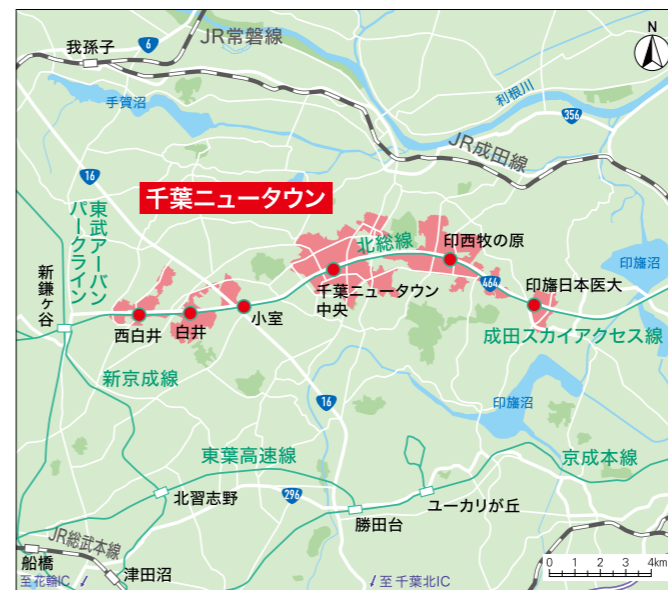 N
我孫子
6
JR常磐線
手賀沼
利根川
356
JR成田線
16
千葉ニュータウン
東武アーバン
パークライン
北総線
印西牧の原
新鎌ヶ谷
千葉ニュータウン
中央
464
印旛日本医大
印旛沼
西白井
白井
小室
成田スカイアクセス線
新京成線
16
印旛沼
東葉高速線
京成本線
北習志野
296
ユーカリが丘
勝田台
JR総武本線
船橋
津田沼
至花輪IC
至千葉北IC
0 1 2 3 4km